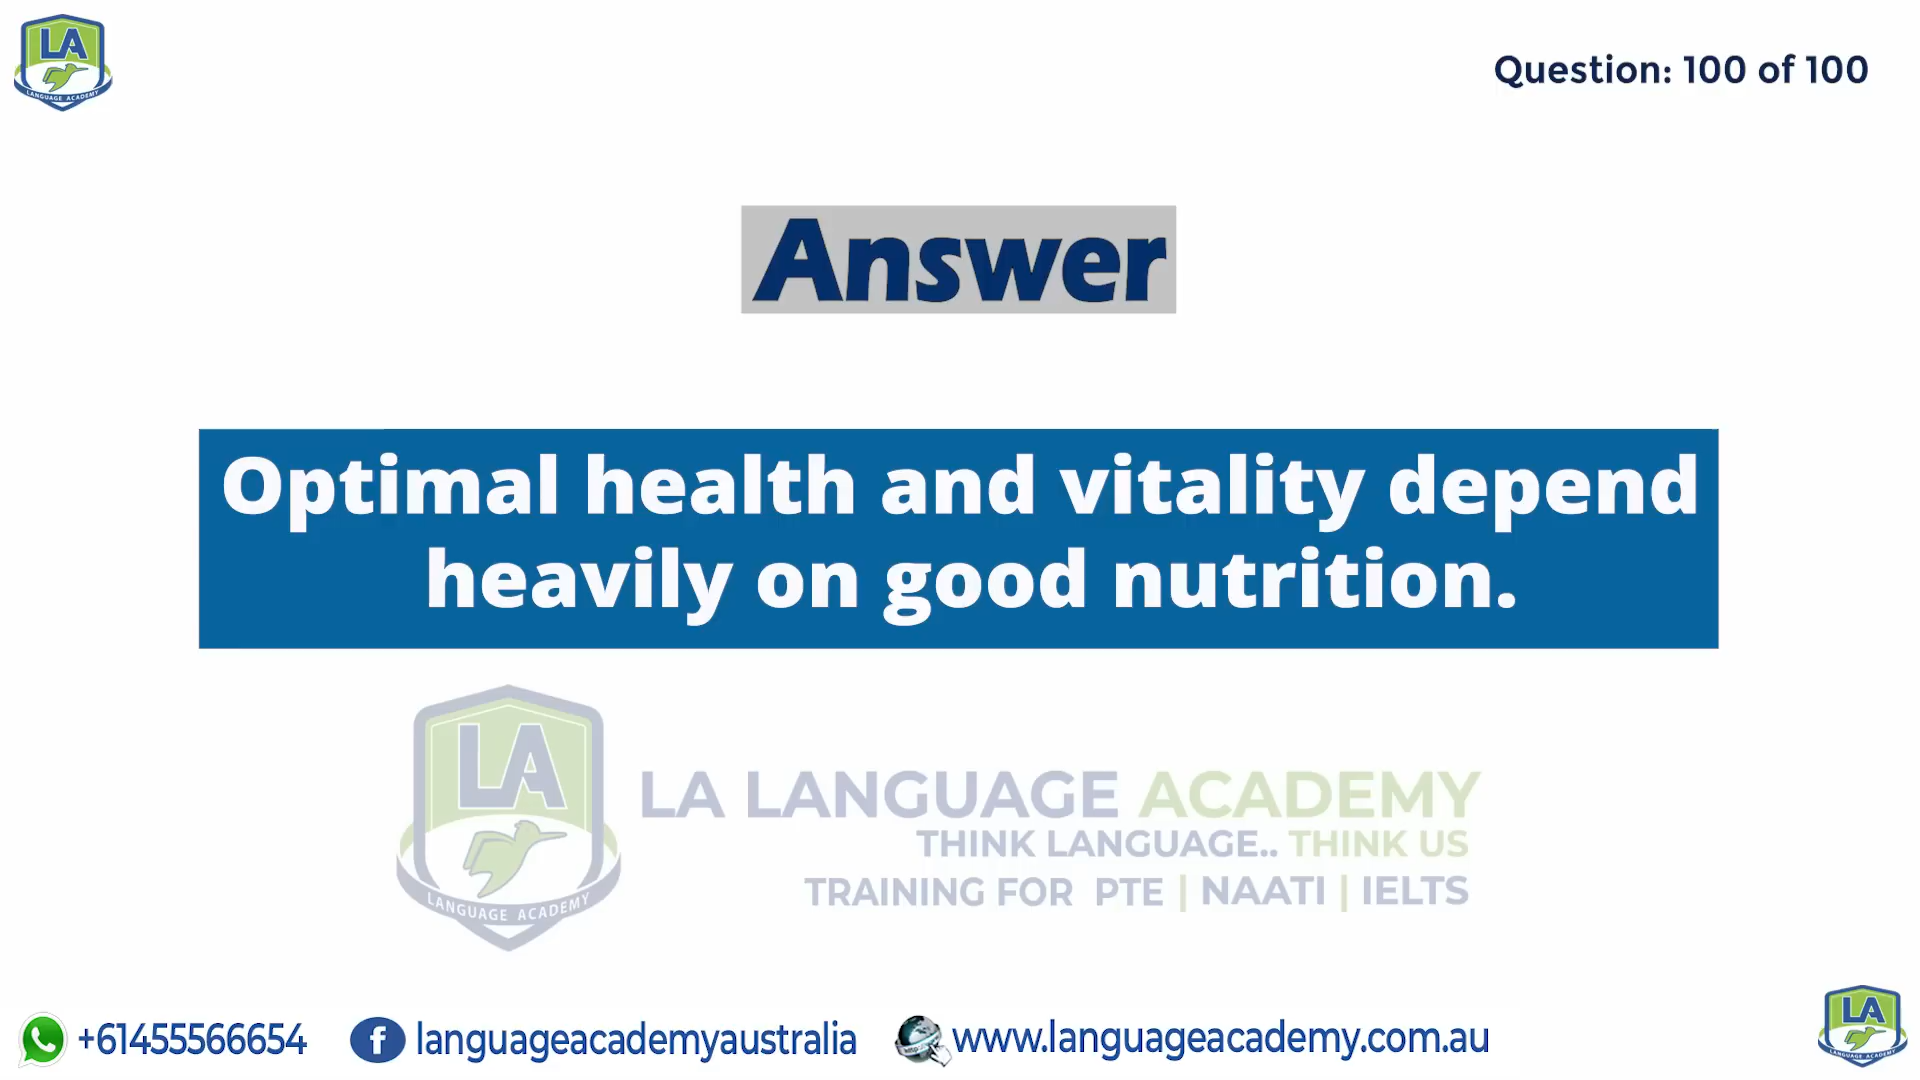 LA
LANGUAGE ACADEMY
Question: 100 of 100
Answer
Optimal health and vitality depend
heavily on good nutrition.
LA
LANGUAGE ACADEMY
LA LANGUAGE ACADEMY
THINK LANGUAGE.. THINK US
TRAINING FOR PTE | NAATI | IELTS
+61455566654
f languageacademyaustralia
www.languageacademy.com.au
LA
LANGUAGE ACADEMY